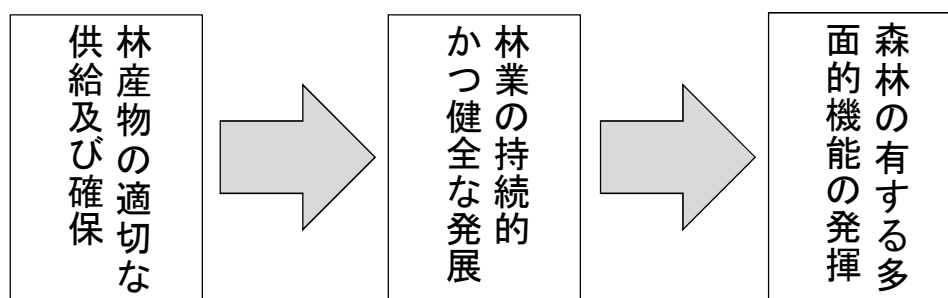 林産物の適切な
供給及び確保
林業の持続的
かつ健全な発展
森林の有する多
面的機能の発揮